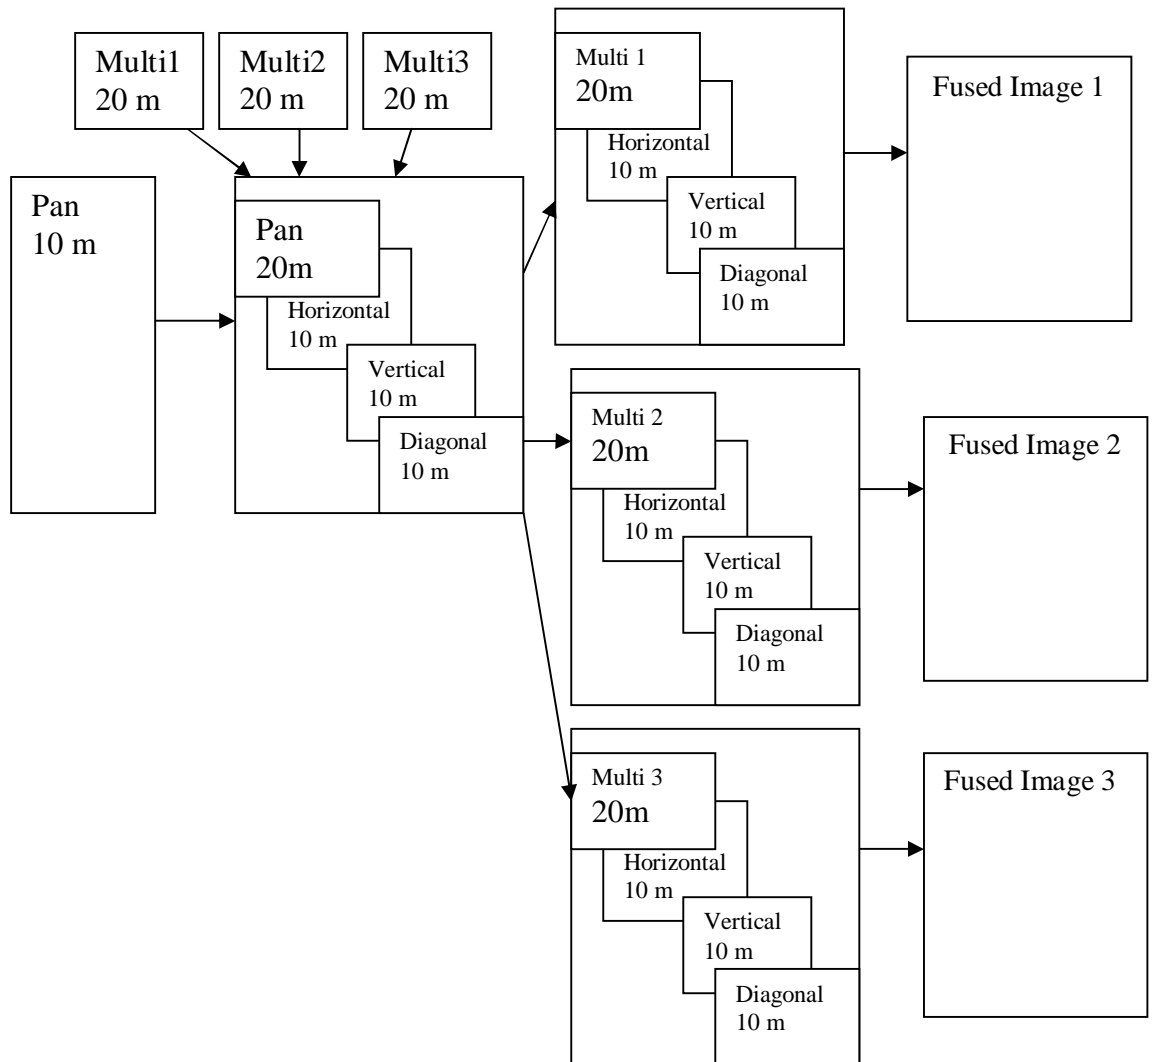 Multi1
20 m
Multi2
20 m
Multi3
20 m
Pan
10 m
Pan
20m
Horizontal
10 m
Vertical
10 m
Diagonal
10 m
Multi 1
20m
Horizontal
10 m
Vertical
10 m
Diagonal
10 m
Fused Image 1
Multi 2
20m
Horizontal
10 m
Vertical
10 m
Diagonal
10 m
Fused Image 2
Multi 3
20m
Horizontal
10 m
Vertical
10 m
Diagonal
10 m
Fused Image 3